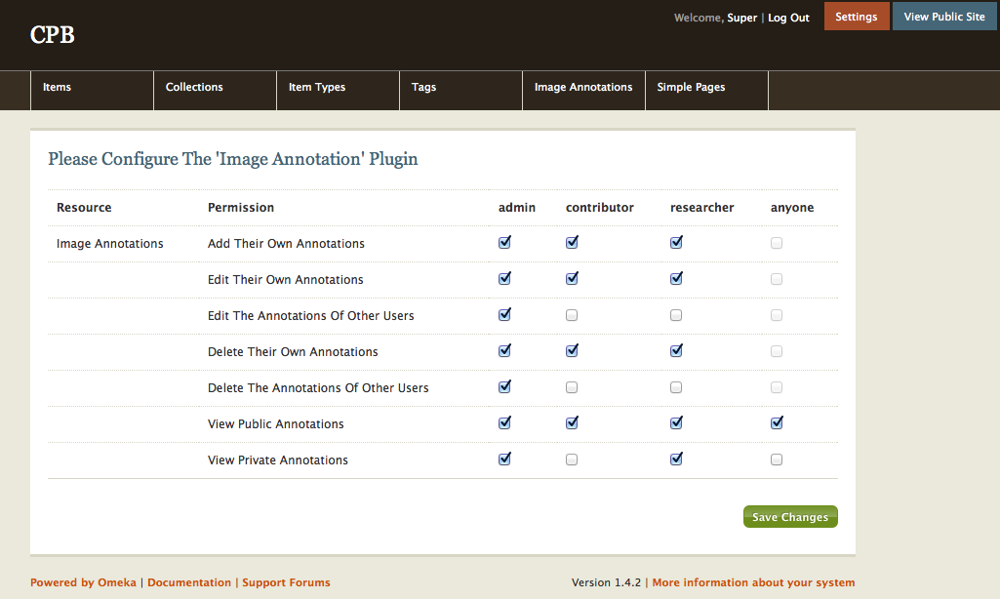 Welcome, Super | Log Out
Settings
View Public Site
CPB
Items
Collections
Item Types
Tags
Image Annotations
Simple Pages
Please Configure The 'Image Annotation' Plugin
Resource Permission admin contributor researcher anyone
Image Annotations Add Their Own Annotations
Edit Their Own Annotations
Edit The Annotations Of Other Users
Delete Their Own Annotations
Delete The Annotations Of Other Users
View Public Annotations
View Private Annotations
Save Changes
Powered by Omeka | Documentation | Support Forums
Version 1.4.2 | More information about your system